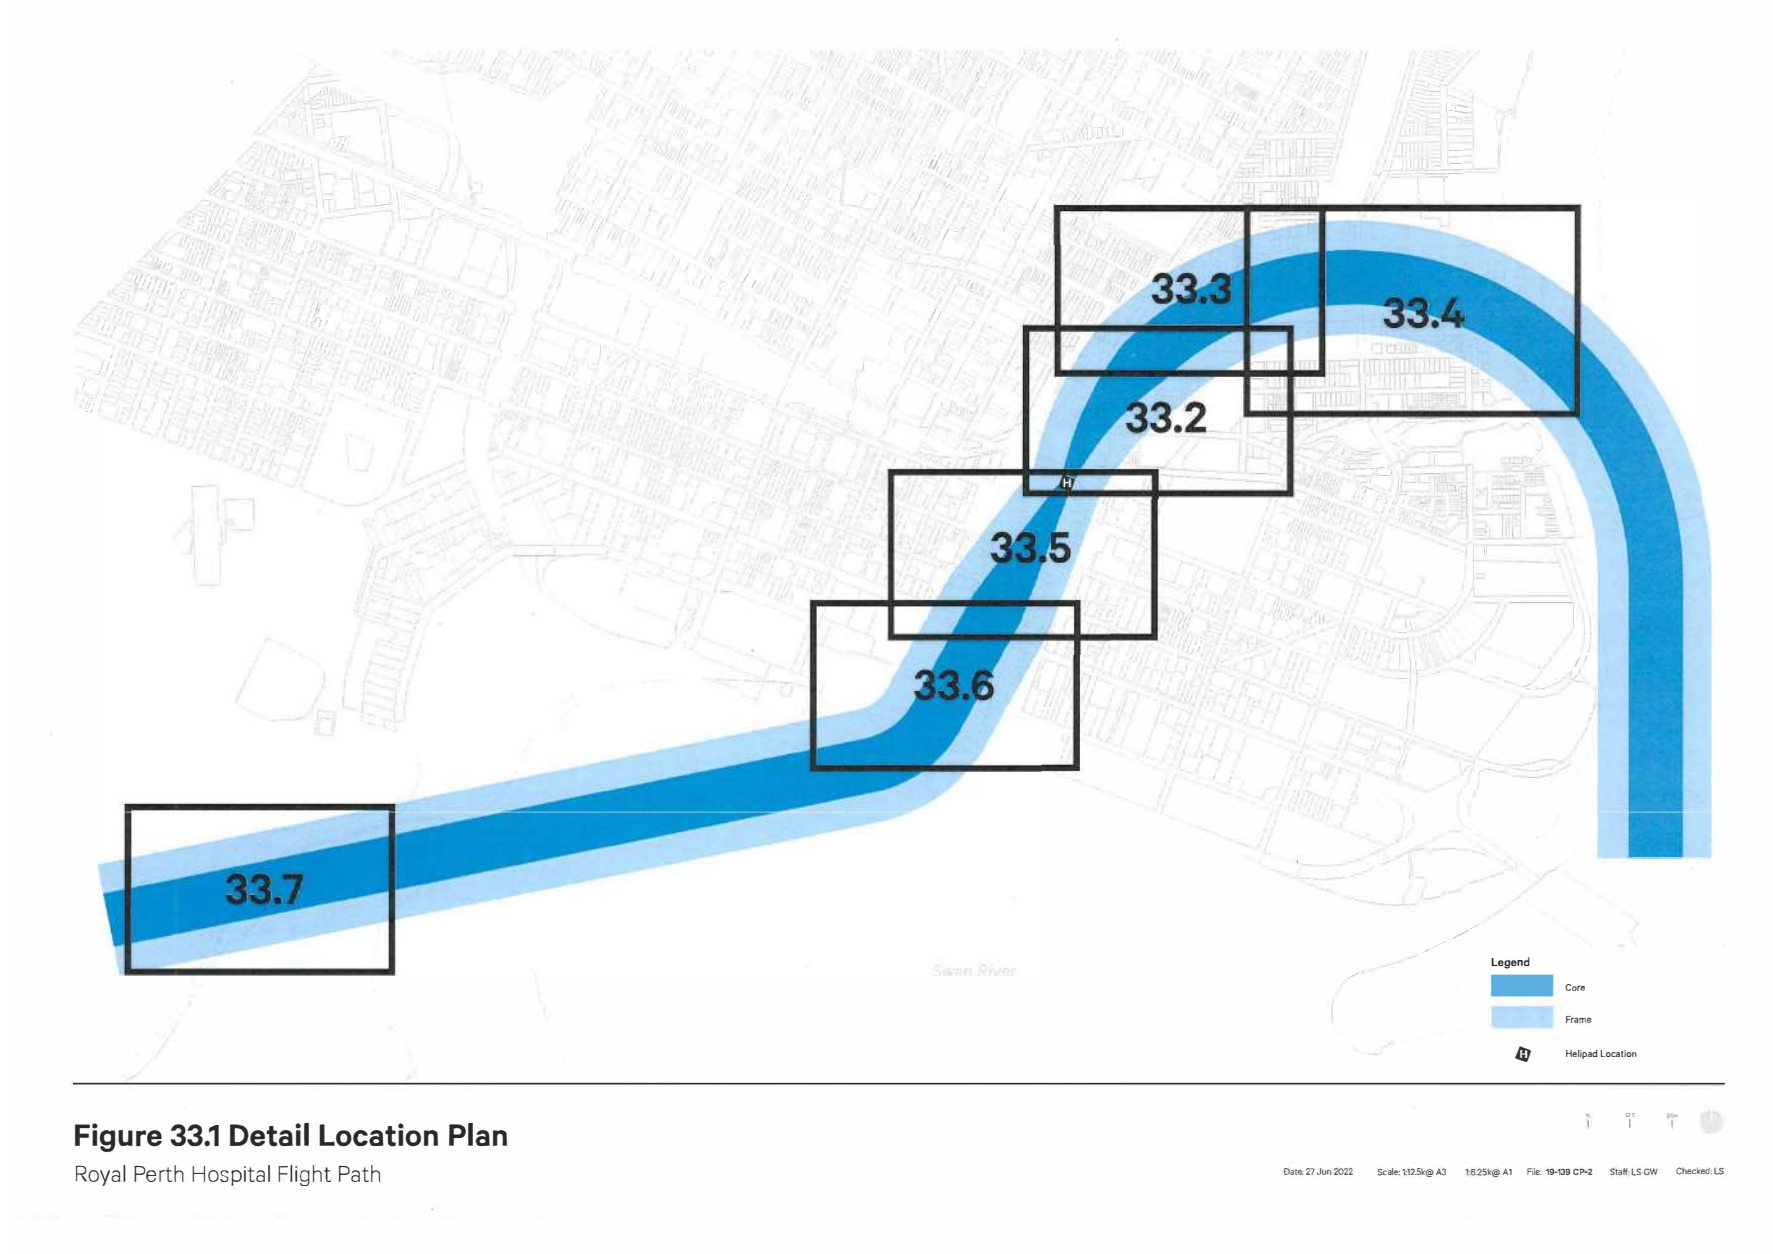 33.3
33.4
33.2
33.5
33.6
33.7
Swan River
Legend
Core
Frame
H Helipad Location
Figure 33.1 Detail Location Plan
Royal Perth Hospital Flight Path
Date: 27 Jun 2022 Scale: 1:12.5k@ A3 1:6.25k@ A1 File: 19-139 CP-2 Staff: LS GW Checked: LS